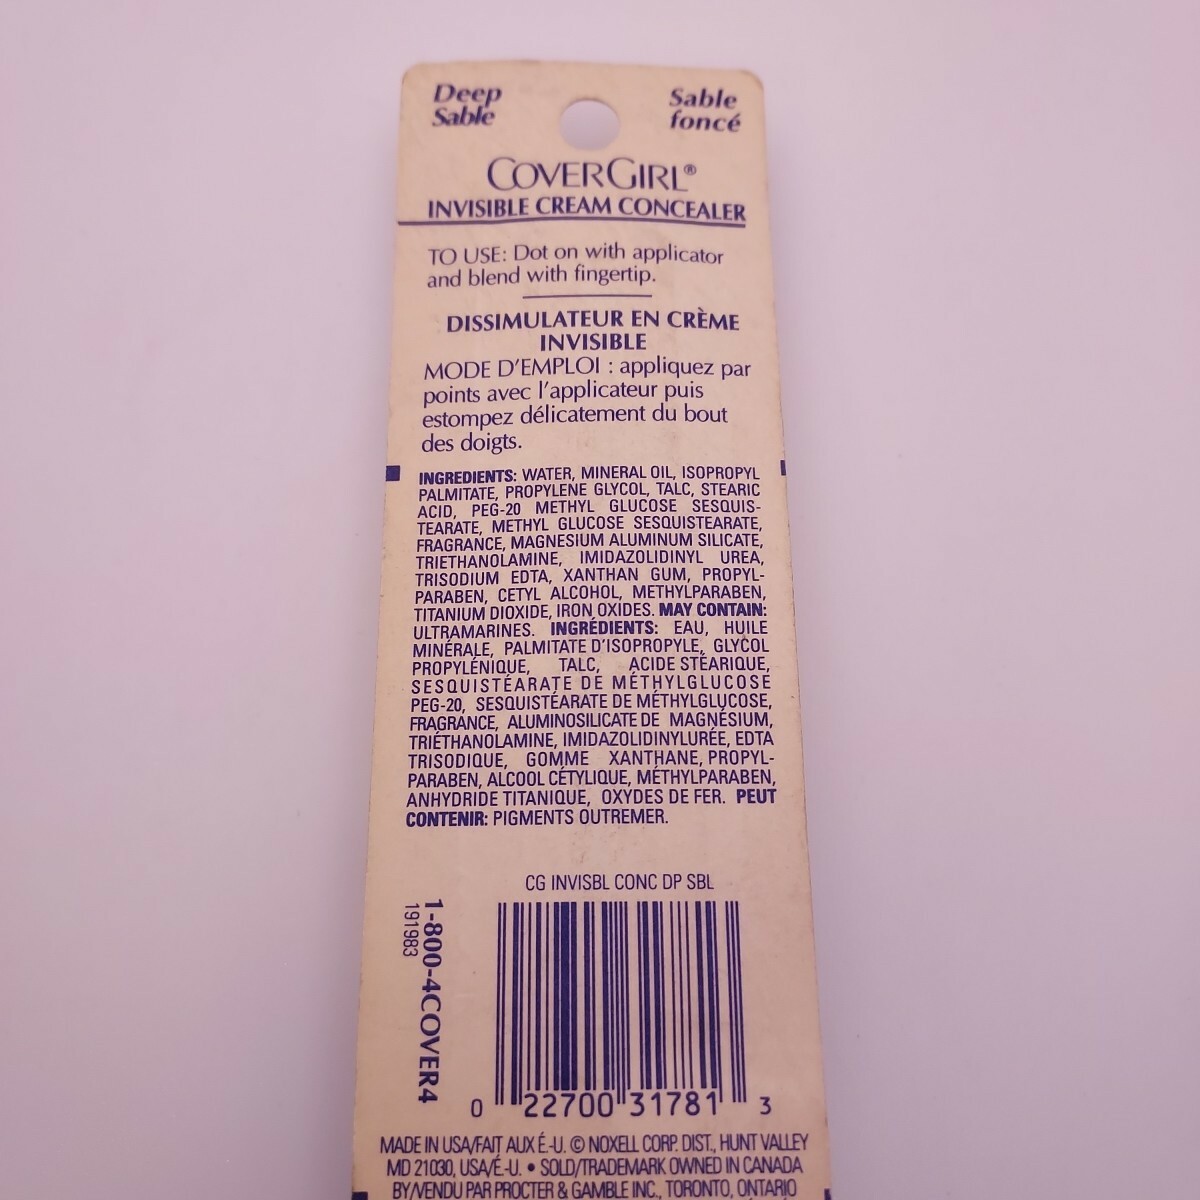 Deep
Sable
Sable
foncé
COVERGIRL®
INVISIBLE CREAM CONCEALER
TO USE: Dot on with applicator
and blend with fingertip.
DISSIMULATEUR EN CRÈME
INVISIBLE
MODE D'EMPLOI : appliquez par
points avec l'applicateur puis
estompez délicatement du bout
des doigts.
INGREDIENTS: WATER, MINERAL OIL, ISOPROPYL
PALMITATE, PROPYLENE GLYCOL, TALC, STEARIC
ACID, PEG-20 METHYL GLUCOSE SESQUIS-
TEARATE, METHYL GLUCOSE SESQUISTEARATE,
FRAGRANCE, MAGNESIUM ALUMINUM SILICATE,
TRIETHANOLAMINE, IMIDAZOLIDINYL UREA,
TRISODIUM EDTA, XANTHAN GUM, PROPYL-
PARABEN, CETYL ALCOHOL, METHYLPARABEN,
TITANIUM DIOXIDE, IRON OXIDES. MAY CONTAIN:
ULTRAMARINES. INGRÉDIENTS: EAU, HUILE
MINÉRALE, PALMITATE D'ISOPROPYLE, GLYCOL
PROPYLÉNIQUE, TALC, ACIDE STÉARIQUE,
SESQUISTÉARATE DE MÉTHYLGLUCOSE
PEG-20, SESQUISTÉARATE DE MÉTHYLGLUCOSE,
FRAGRANCE, ALUMINOSILICATE DE MAGNÉSIUM,
TRIÉTHANOLAMINE, IMIDAZOLIDINYLURÉE, EDTA
TRISODIQUE, GOMME XANTHANE, PROPYL-
PARABEN, ALCOOL CÉTYLIQUE, MÉTHYLPARABEN,
ANHYDRIDE TITANIQUE, OXYDES DE FER. PEUT
CONTENIR: PIGMENTS OUTREMER.
CG INVISBL CONC DP SBL
1-800-4COVER4
191983
0 22700 31781 3
MADE IN USA/FAIT AUX É.-U. © NOXELL CORP. DIST., HUNT VALLEY
MD 21030, USA/É.-U. • SOLD/TRADEMARK OWNED IN CANADA
BY/VENDU PAR PROCTER & GAMBLE INC., TORONTO, ONTARIO